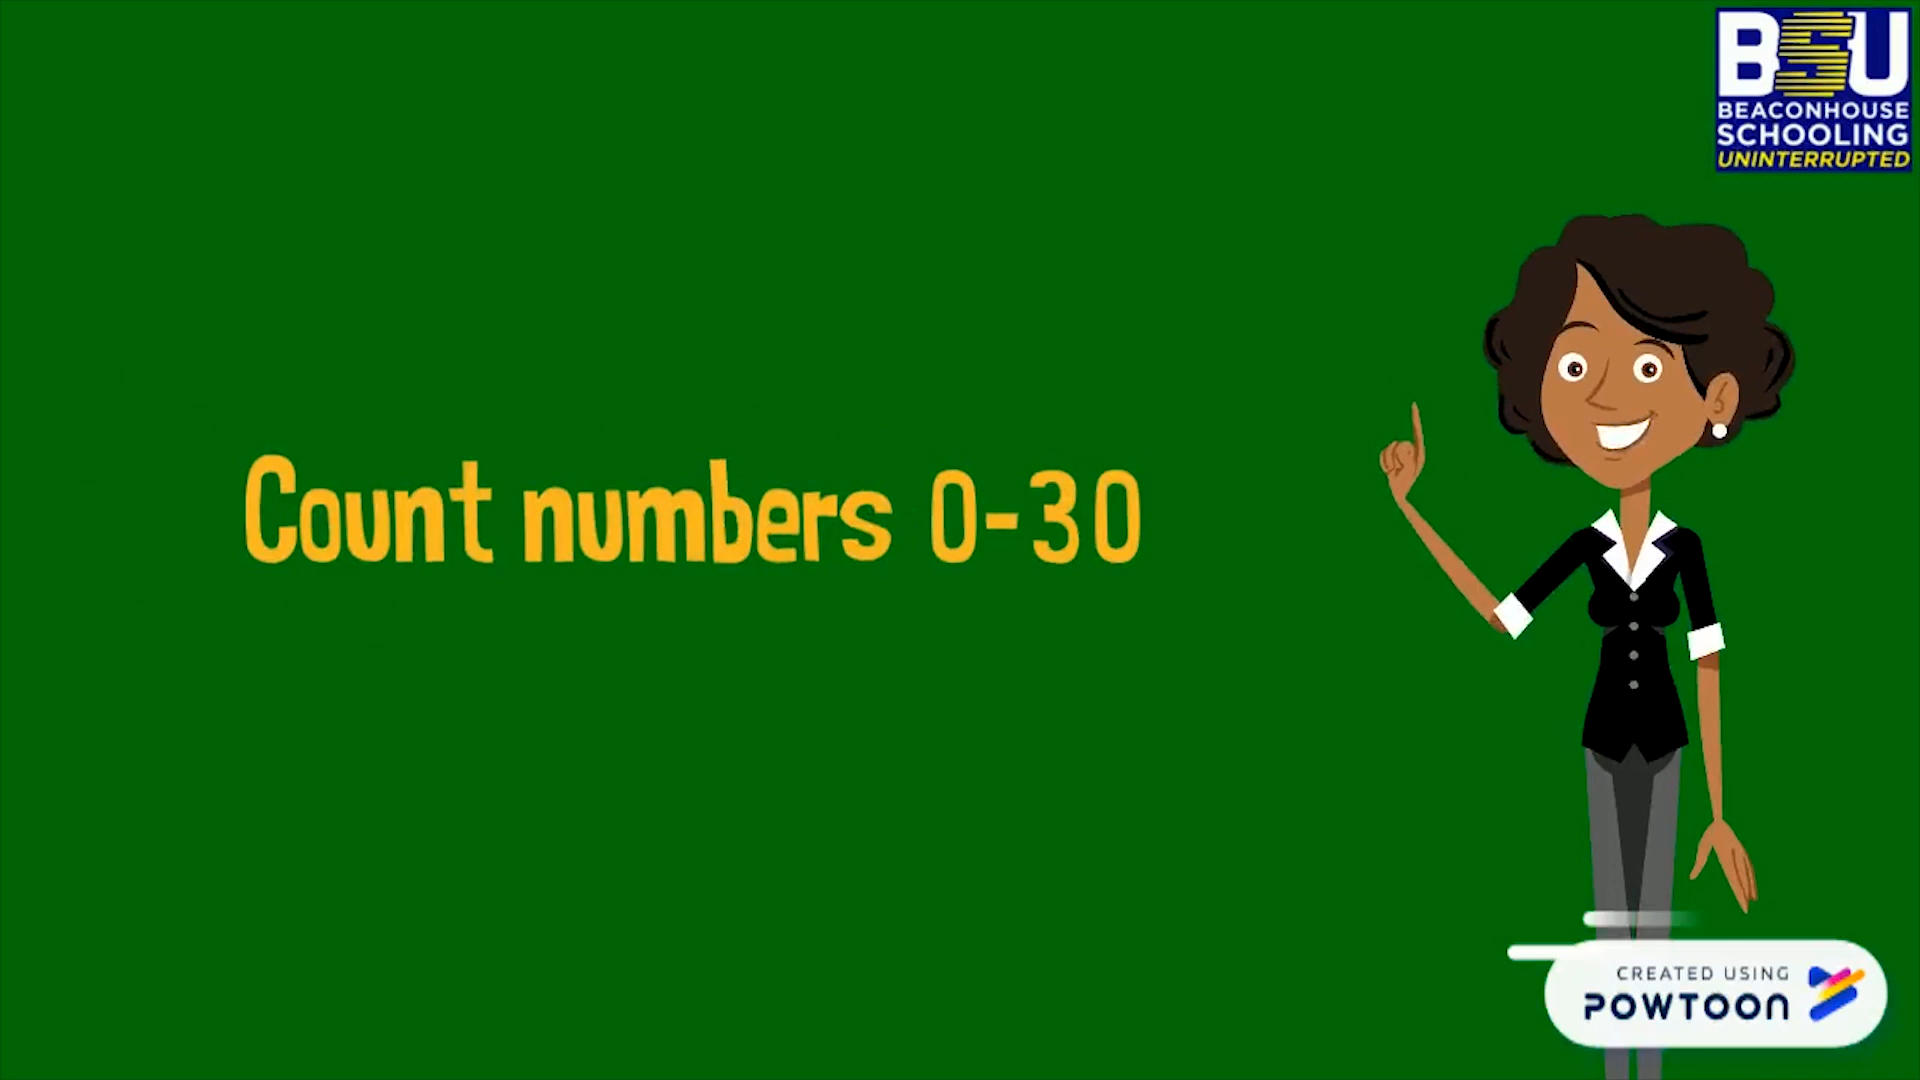 BSU
BEACONHOUSE
SCHOOLING
UNINTERRUPTED
Count numbers 0-30
CREATED USING
POWTOON